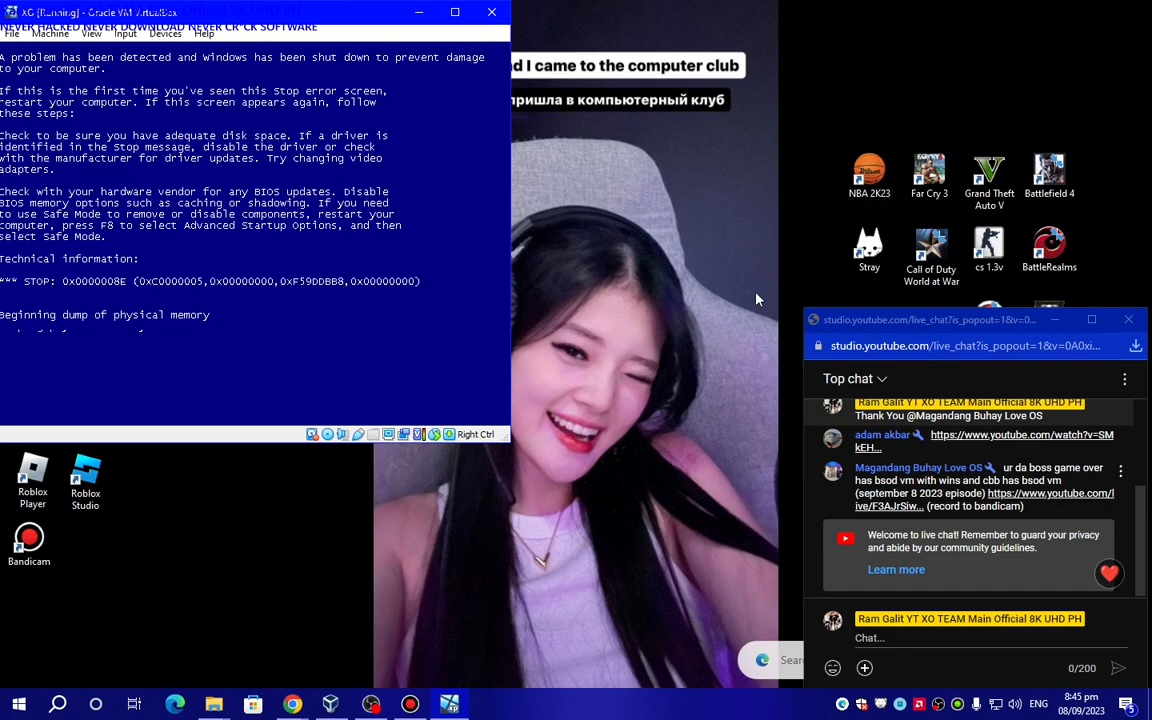 XO [Running] - Oracle VM VirtualBox
Official 8K UHD PH
NEVER HACKED NEVER DOWNLOAD NEVER CR*CK SOFTWARE
File Machine View Input Devices Help
A problem has been detected and windows has been shut down to prevent damage
to your computer.
If this is the first time you've seen this Stop error screen,
restart your computer. If this screen appears again, follow
these steps:
Check to be sure you have adequate disk space. If a driver is
identified in the Stop message, disable the driver or check
with the manufacturer for driver updates. Try changing video
adapters.
Check with your hardware vendor for any BIOS updates. Disable
BIOS memory options such as caching or shadowing. If you need
to use Safe Mode to remove or disable components, restart your
computer, press F8 to select Advanced Startup Options, and then
select Safe Mode.
Technical information:
*** STOP: 0x0000008E (0xC0000005,0x00000000,0xF59DDBB8,0x00000000)
Beginning dump of physical memory
Right Ctrl
d I came to the computer club
пришла в компьютерный клуб
NBA 2K23
Far Cry 3
Grand Theft
Auto V
Battlefield 4
Stray
Call of Duty
World at War
cs 1.3v
BattleRealms
Roblox
Player
Roblox
Studio
Bandicam
studio.youtube.com/live_chat?is_popout=1&v=0...
studio.youtube.com/live_chat?is_popout=1&v=0A0xi...
Top chat
Ram Galit YT XO TEAM Main Official 8K UHD PH
Thank You @Magandang Buhay Love OS
adam akbar https://www.youtube.com/watch?v=SM
kEH...
Magandang Buhay Love OS ur da boss game over
has bsod vm with wins and cbb has bsod vm
(september 8 2023 episode) https://www.youtube.com/l
ive/F3AJrSiw... (record to bandicam)
Welcome to live chat! Remember to guard your privacy
and abide by our community guidelines.
Learn more
Ram Galit YT XO TEAM Main Official 8K UHD PH
Chat...
0/200
Sear
ENG
8:45 pm
08/09/2023
5